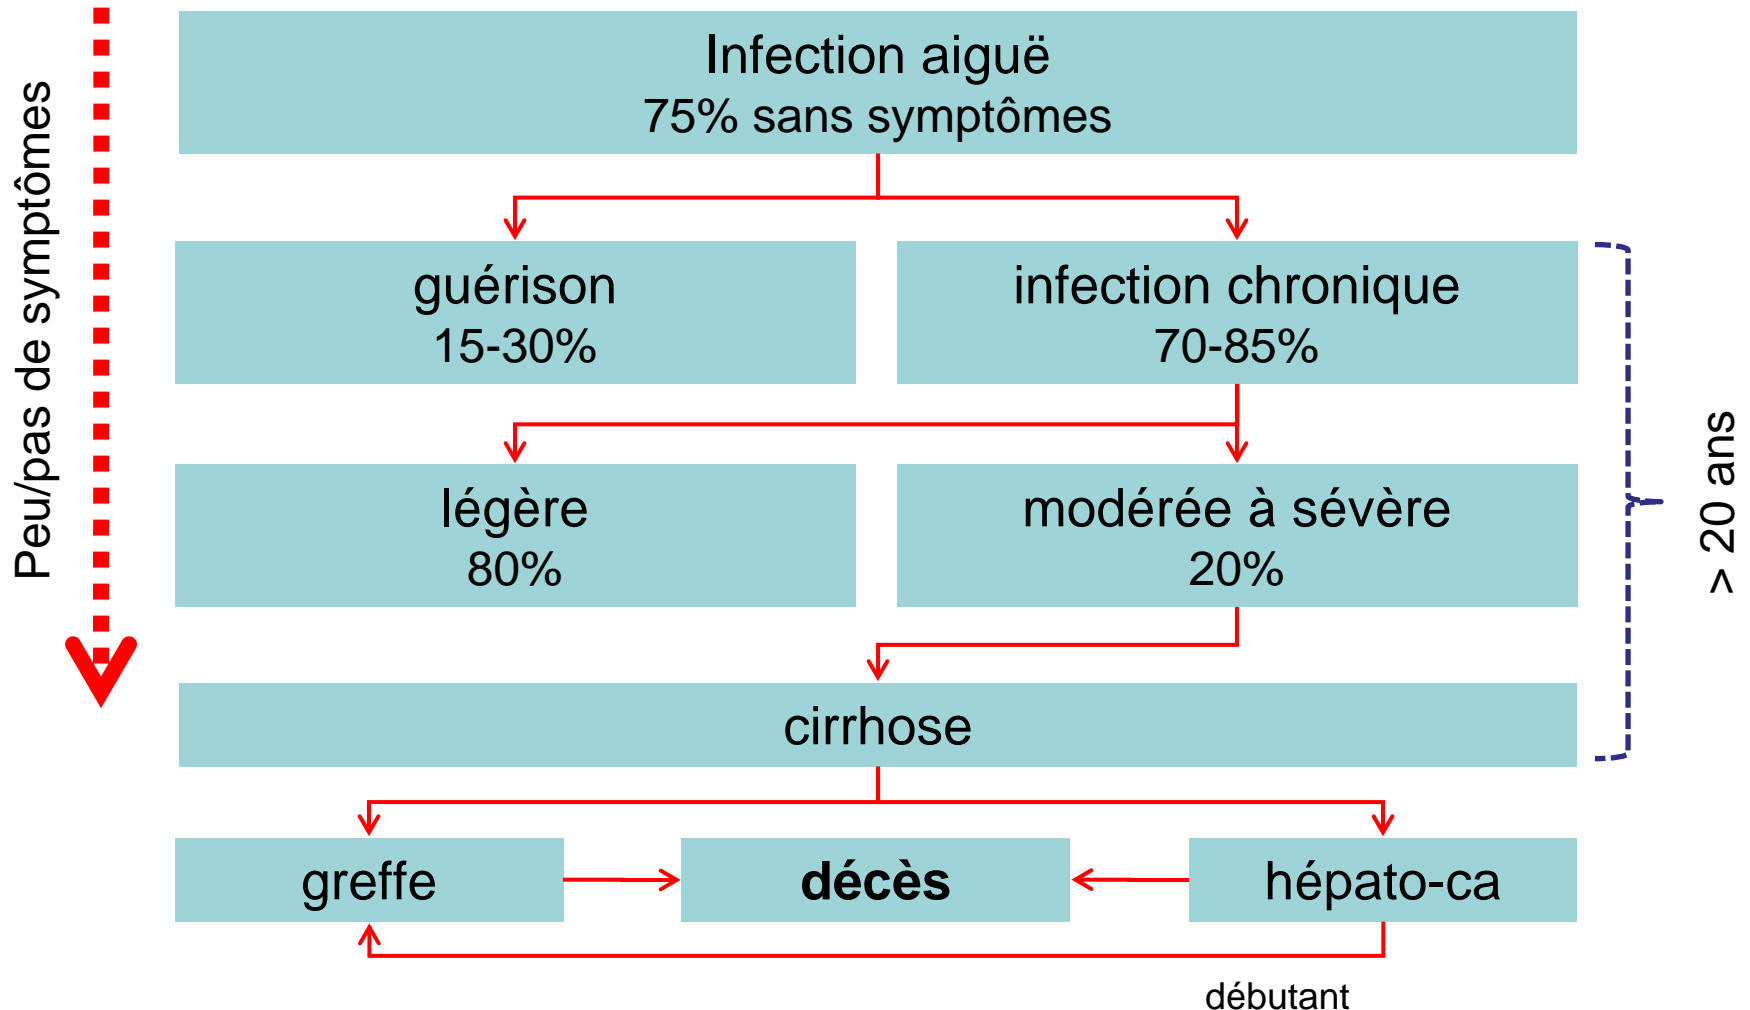 Peu/pas de symptômes
Infection aiguë
75% sans symptômes
guérison
15-30%
infection chronique
70-85%
légère
80%
modérée à sévère
20%
> 20 ans
cirrhose
greffe
décès
hépato-ca
débutant